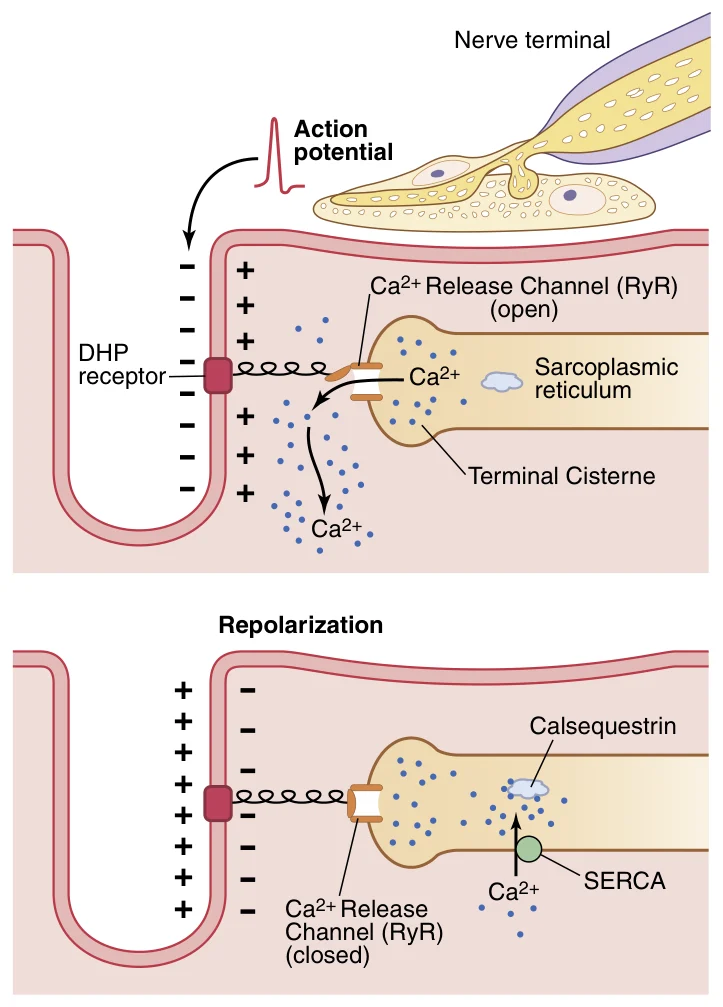 Nerve terminal
Action
potential
Ca2+ Release Channel (RyR)
(open)
DHP
receptor
Ca2+
Sarcoplasmic
reticulum
Terminal Cisterne
Ca2+
Repolarization
Calsequestrin
SERCA
Ca2+
Ca2+ Release
Channel (RyR)
(closed)